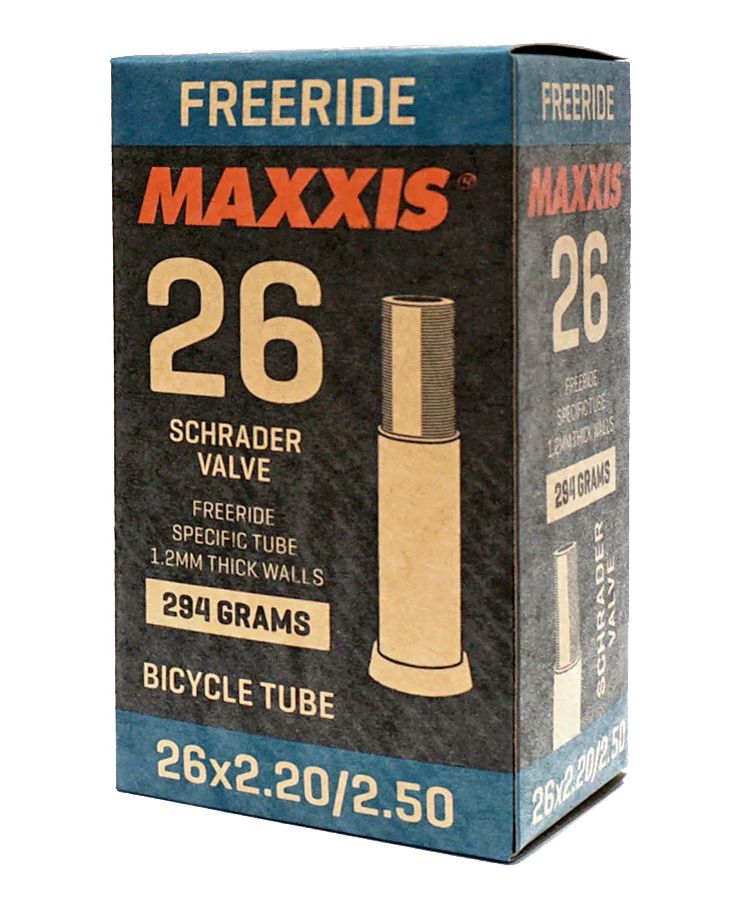 FREERIDE
MAXXIS®
26
SCHRADER
VALVE
FREERIDE
SPECIFIC TUBE
1.2MM THICK WALLS
294 GRAMS
BICYCLE TUBE
26x2.20/2.50
FREERIDE
MAXXIS
26
FREERIDE
SPECIFIC TUBE
1.2MM THICK WALLS
294 GRAMS
SCHRADER
VALVE
26x2.20/2.50